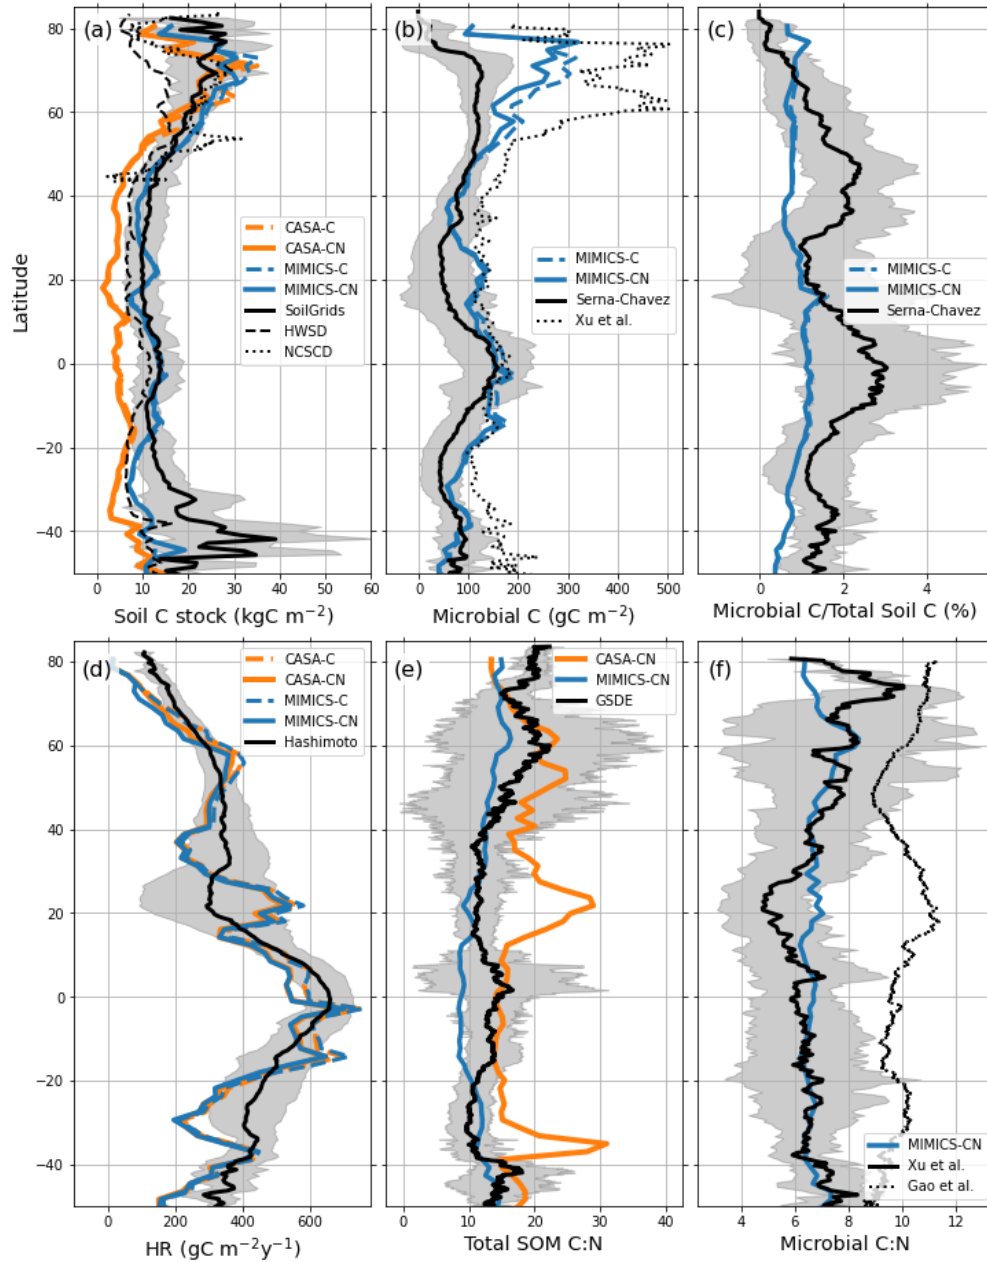 (a)
80
60
40
20
0
−20
−40
Latitude
CASA-C
CASA-CN
MIMICS-C
MIMICS-CN
SoilGrids
HWSD
NCSCD
0 10 20 30 40 50 60
Soil C stock (kgC m⁻²)
(b)
MIMICS-C
MIMICS-CN
Serna-Chavez
Xu et al.
0 100 200 300 400 500
Microbial C (gC m⁻²)
(c)
MIMICS-C
MIMICS-CN
Serna-Chavez
0 2 4
Microbial C/Total Soil C (%)
(d)
80
60
40
20
0
−20
−40
CASA-C
CASA-CN
MIMICS-C
MIMICS-CN
Hashimoto
0 200 400 600
HR (gC m⁻²y⁻¹)
(e)
CASA-CN
MIMICS-CN
GSDE
0 10 20 30 40
Total SOM C:N
(f)
MIMICS-CN
Xu et al.
Gao et al.
4 6 8 10 12
Microbial C:N